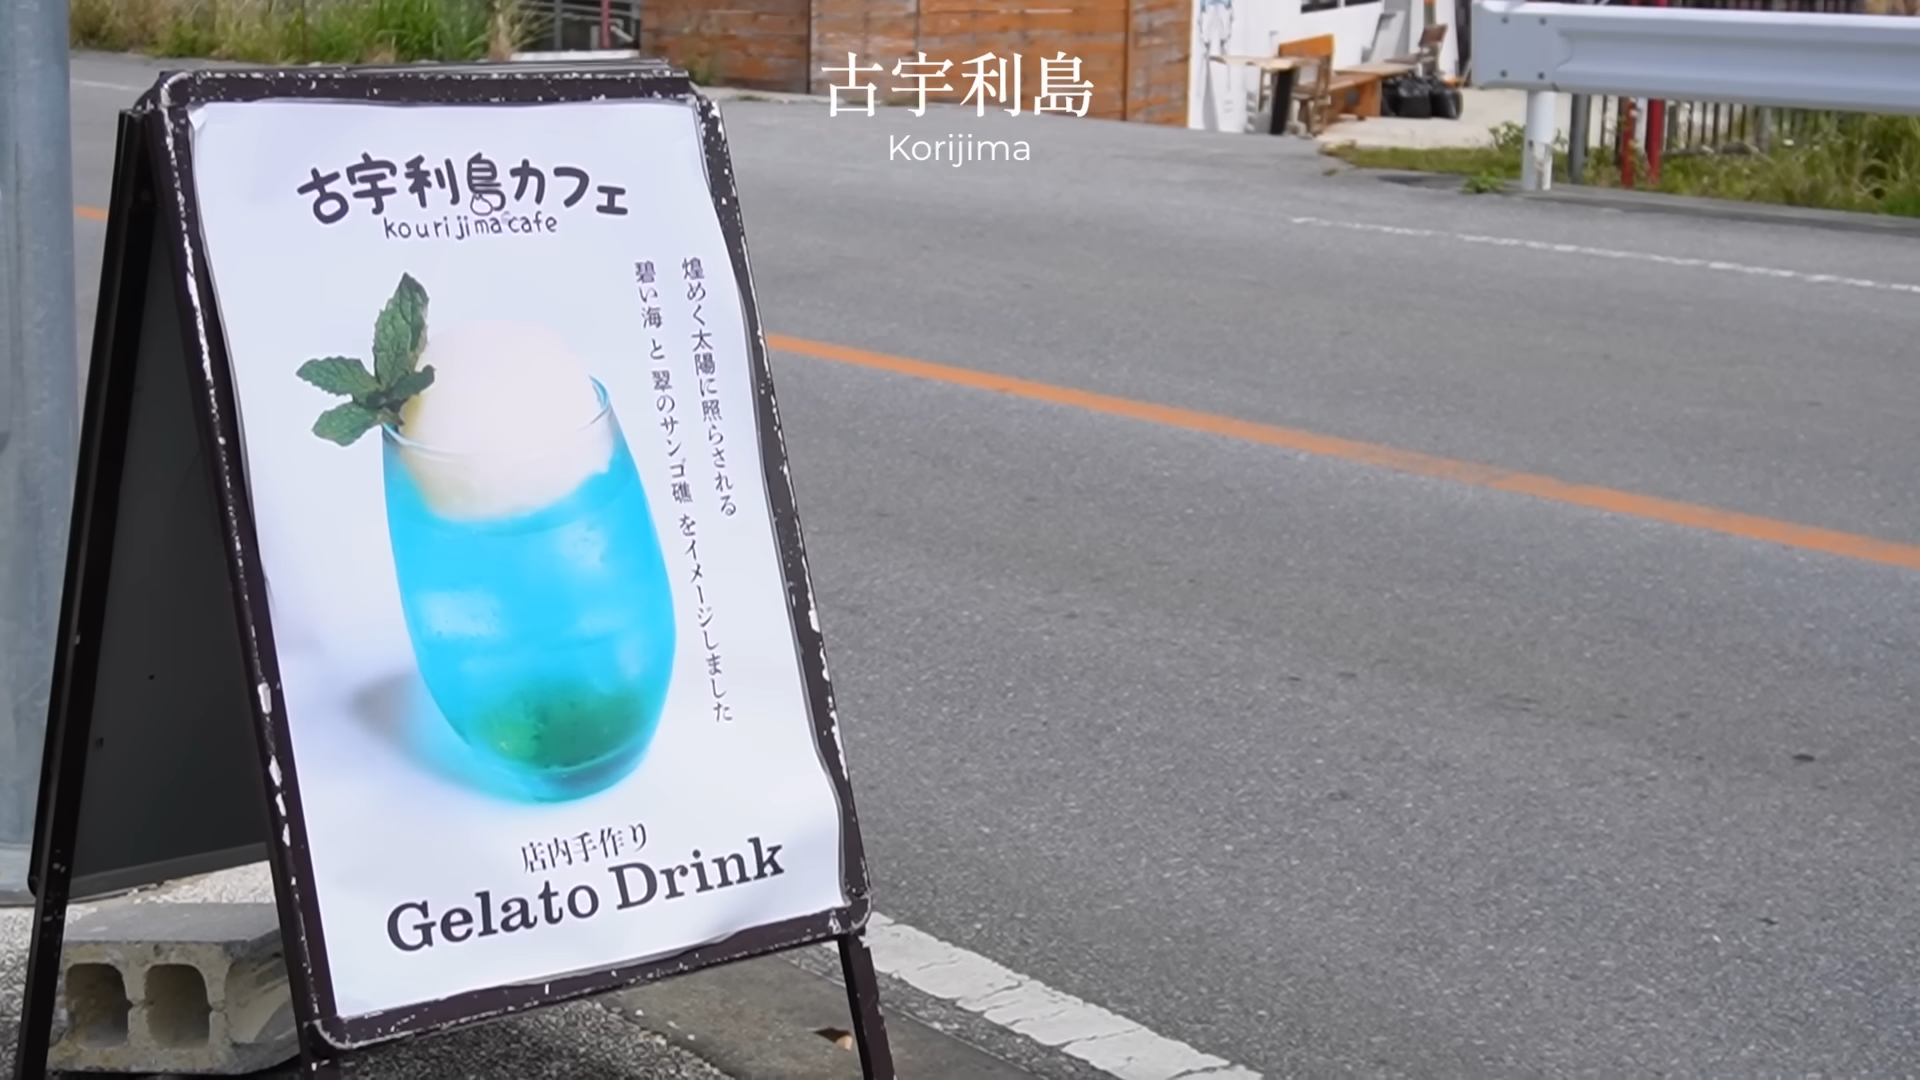 古宇利島
Korijima
古宇利島カフェ
kourijima cafe
煌めく太陽に照らされる
碧い海と翠のサンゴ礁をイメージしました
店内手作り
Gelato Drink